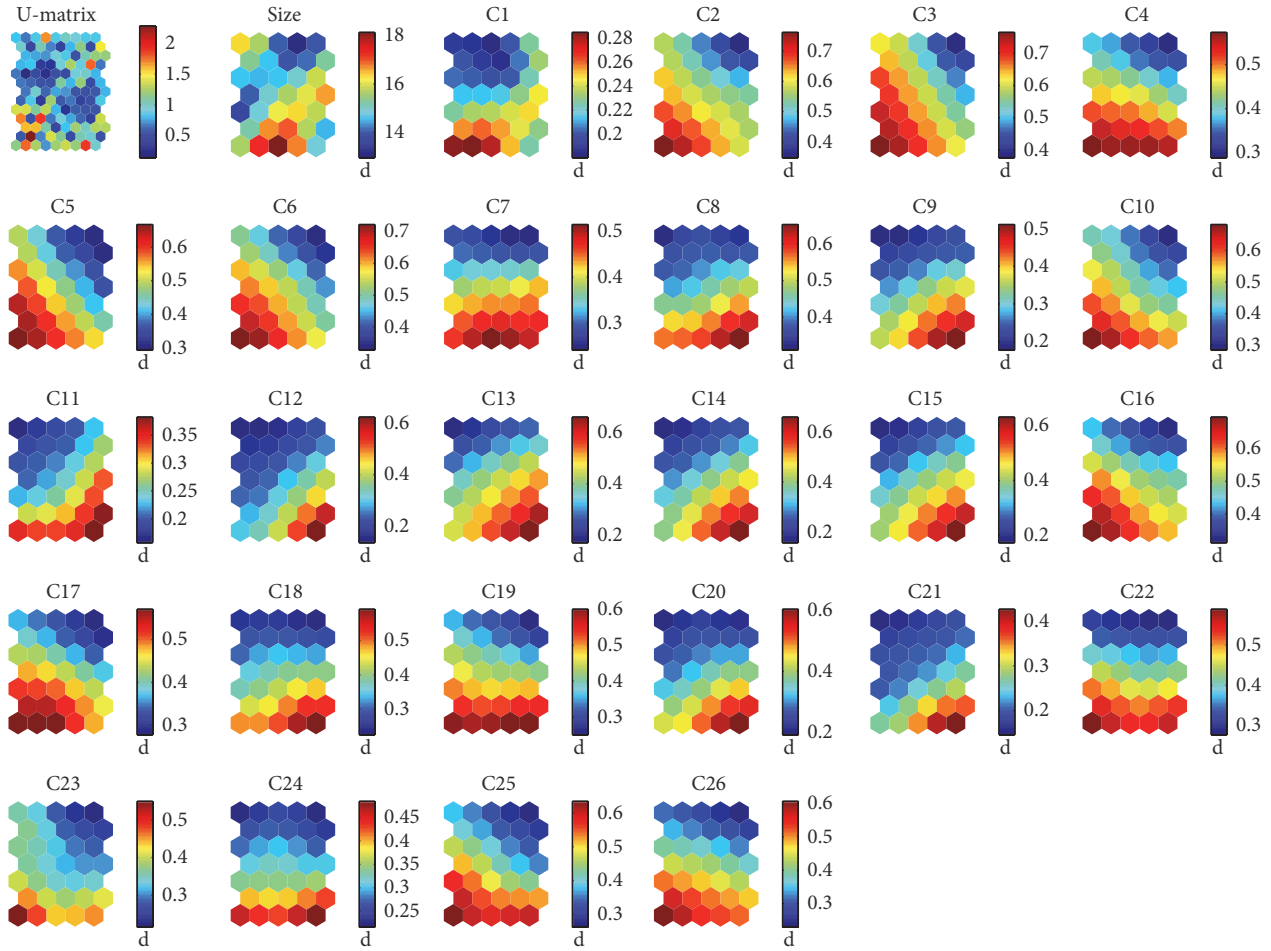 U-matrix
2
1.5
1
0.5
Size
18
16
14
d
C1
0.28
0.26
0.24
0.22
0.2
d
C2
0.7
0.6
0.5
0.4
d
C3
0.7
0.6
0.5
0.4
d
C4
0.5
0.4
0.3
d
C5
0.6
0.5
0.4
0.3
d
C6
0.7
0.6
0.5
0.4
d
C7
0.5
0.4
0.3
d
C8
0.6
0.5
0.4
d
C9
0.5
0.4
0.3
0.2
d
C10
0.6
0.5
0.4
0.3
d
C11
0.35
0.3
0.25
0.2
d
C12
0.6
0.4
0.2
d
C13
0.6
0.4
0.2
d
C14
0.6
0.4
0.2
d
C15
0.6
0.4
0.2
d
C16
0.6
0.5
0.4
d
C17
0.5
0.4
0.3
d
C18
0.5
0.4
0.3
d
C19
0.6
0.5
0.4
0.3
d
C20
0.6
0.4
0.2
d
C21
0.4
0.3
0.2
d
C22
0.5
0.4
0.3
d
C23
0.5
0.4
0.3
d
C24
0.45
0.4
0.35
0.3
0.25
d
C25
0.6
0.5
0.4
0.3
d
C26
0.6
0.5
0.4
0.3
d